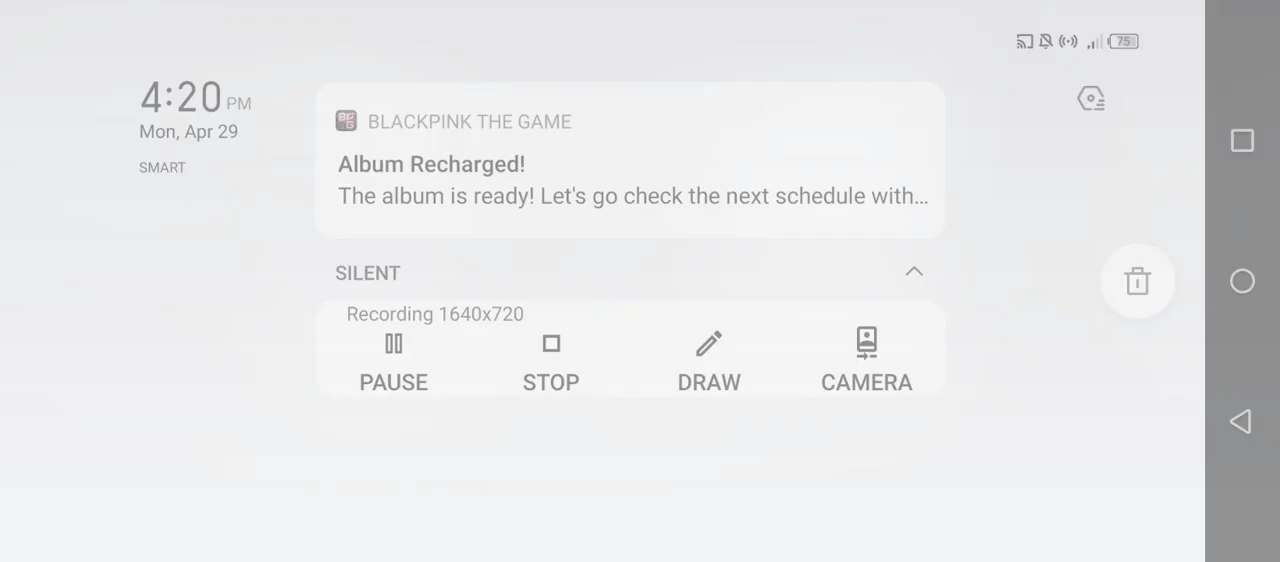 75
4:20 PM
Mon, Apr 29
SMART
BLACKPINK THE GAME
Album Recharged!
The album is ready! Let's go check the next schedule with…
SILENT
Recording 1640x720
PAUSE STOP DRAW CAMERA